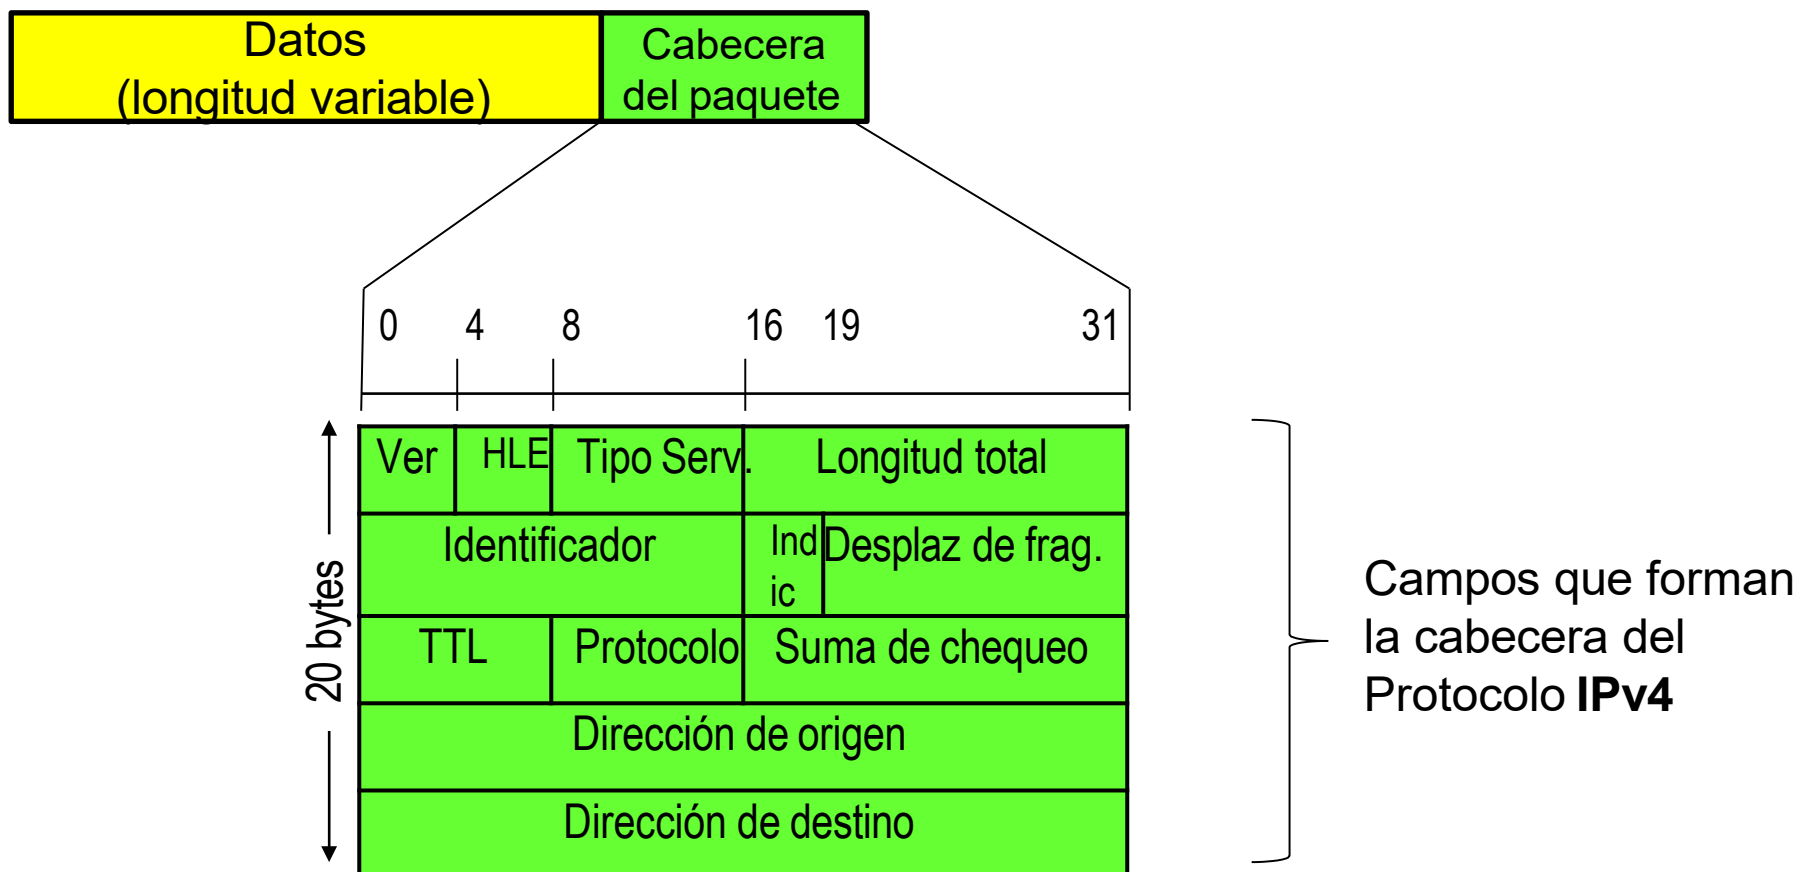 Datos
(longitud variable)
Cabecera
del paquete
0 4 8 16 19 31
Ver HLE Tipo Serv. Longitud total
Identificador Ind
ic Desplaz de frag.
TTL Protocolo Suma de chequeo
Dirección de origen
Dirección de destino
20 bytes
Campos que forman
la cabecera del
Protocolo IPv4